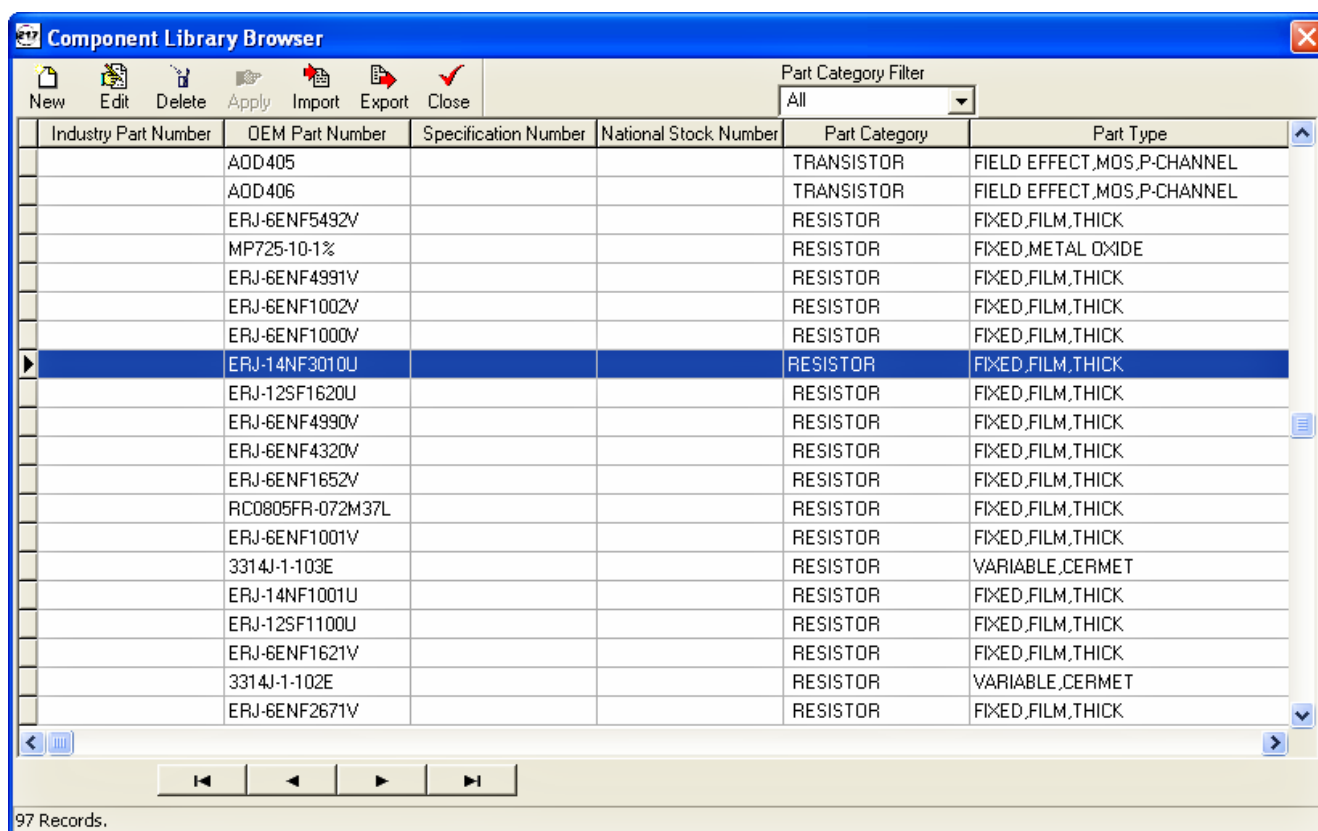 217 Component Library Browser
New Edit Delete Apply Import Export Close
Part Category Filter
All
Industry Part Number OEM Part Number Specification Number National Stock Number Part Category Part Type
AOD405 TRANSISTOR FIELD EFFECT,MOS,P-CHANNEL
AOD406 TRANSISTOR FIELD EFFECT,MOS,P-CHANNEL
ERJ-6ENF5492V RESISTOR FIXED,FILM,THICK
MP725-10-1% RESISTOR FIXED,METAL OXIDE
ERJ-6ENF4991V RESISTOR FIXED,FILM,THICK
ERJ-6ENF1002V RESISTOR FIXED,FILM,THICK
ERJ-6ENF1000V RESISTOR FIXED,FILM,THICK
ERJ-14NF3010U RESISTOR FIXED,FILM,THICK
ERJ-12SF1620U RESISTOR FIXED,FILM,THICK
ERJ-6ENF4990V RESISTOR FIXED,FILM,THICK
ERJ-6ENF4320V RESISTOR FIXED,FILM,THICK
ERJ-6ENF1652V RESISTOR FIXED,FILM,THICK
RC0805FR-072M37L RESISTOR FIXED,FILM,THICK
ERJ-6ENF1001V RESISTOR FIXED,FILM,THICK
3314J-1-103E RESISTOR VARIABLE,CERMET
ERJ-14NF1001U RESISTOR FIXED,FILM,THICK
ERJ-12SF1100U RESISTOR FIXED,FILM,THICK
ERJ-6ENF1621V RESISTOR FIXED,FILM,THICK
3314J-1-102E RESISTOR VARIABLE,CERMET
ERJ-6ENF2671V RESISTOR FIXED,FILM,THICK
97 Records.